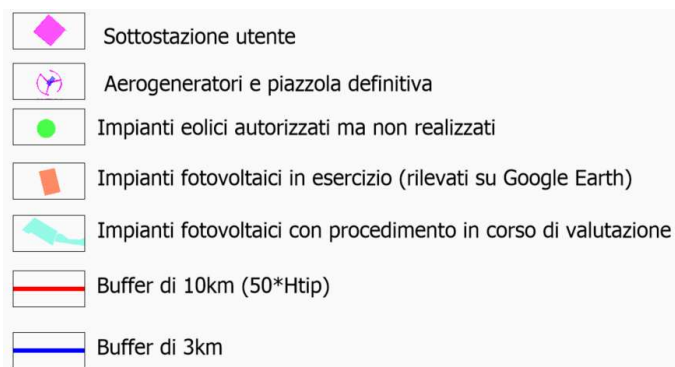 Sottostazione utente
Aerogeneratori e piazzola definitiva
Impianti eolici autorizzati ma non realizzati
Impianti fotovoltaici in esercizio (rilevati su Google Earth)
Impianti fotovoltaici con procedimento in corso di valutazione
Buffer di 10km (50*Htip)
Buffer di 3km